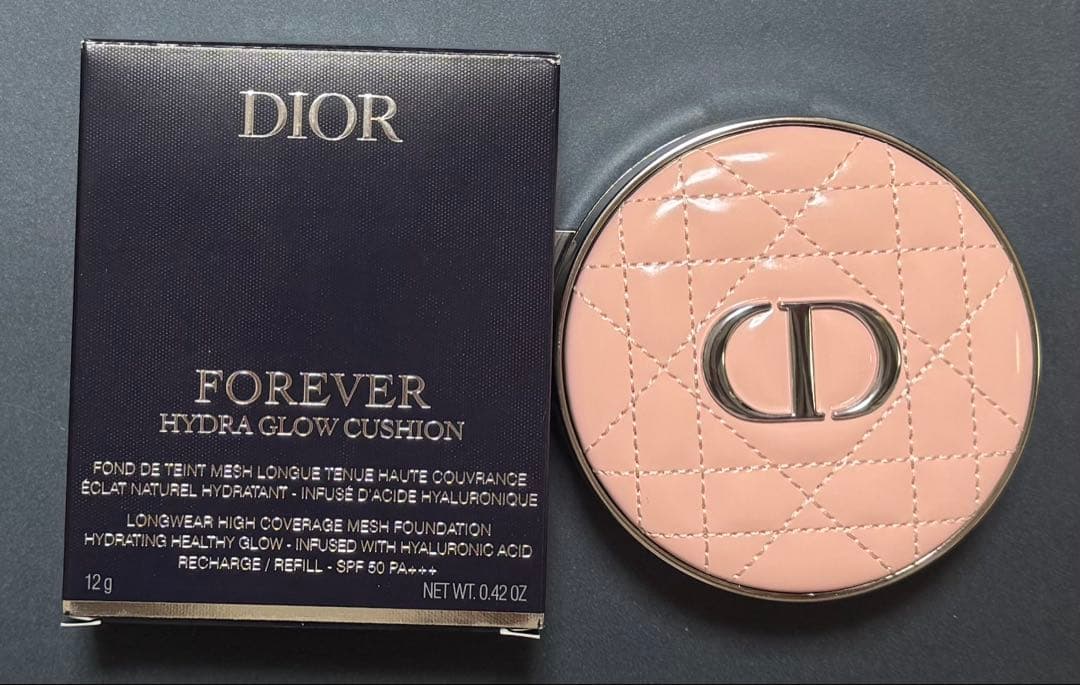 DIOR
FOREVER
HYDRA GLOW CUSHION
FOND DE TEINT MESH LONGUE TENUE HAUTE COUVRANCE
ÉCLAT NATUREL HYDRATANT - INFUSÉ D'ACIDE HYALURONIQUE
LONGWEAR HIGH COVERAGE MESH FOUNDATION
HYDRATING HEALTHY GLOW - INFUSED WITH HYALURONIC ACID
RECHARGE / REFILL - SPF 50 PA+++
12 g
NET WT. 0.42 OZ
CD